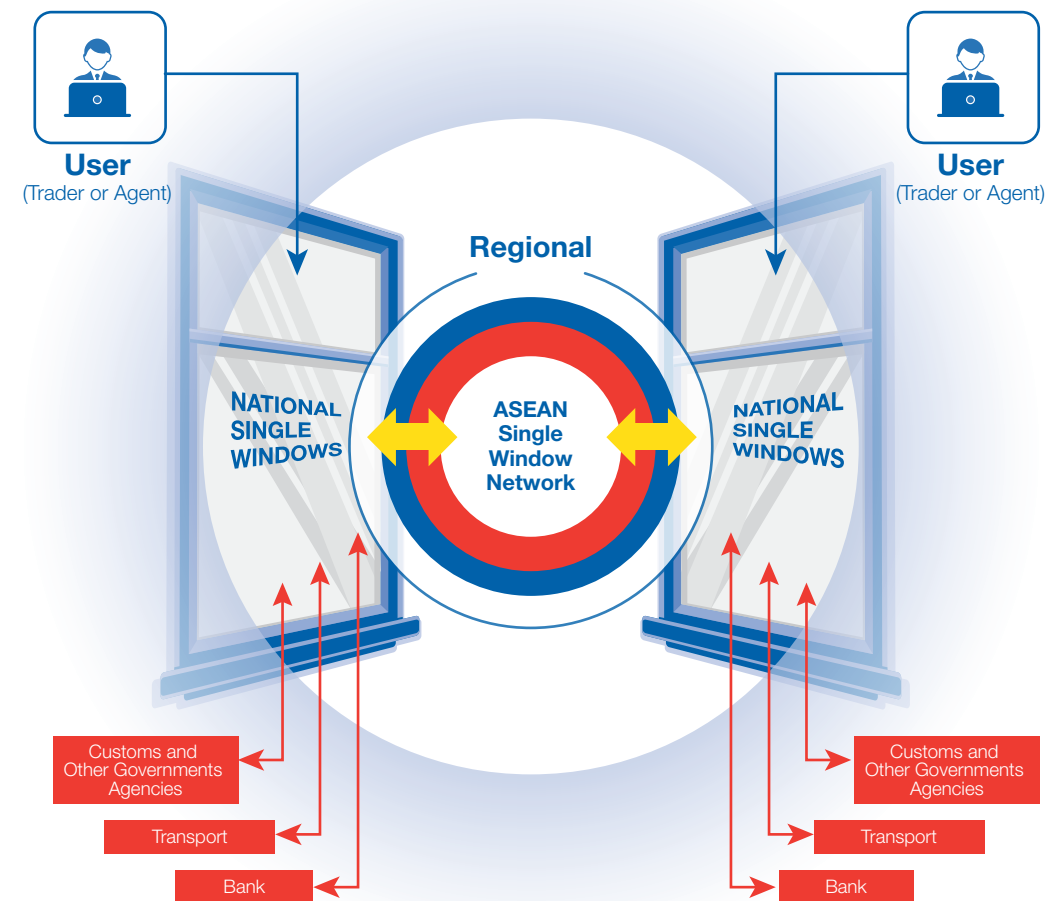 User
(Trader or Agent)
User
(Trader or Agent)
Regional
NATIONAL
SINGLE
WINDOWS
ASEAN
Single
Window
Network
NATIONAL
SINGLE
WINDOWS
Customs and
Other Governments
Agencies
Transport
Bank
Customs and
Other Governments
Agencies
Transport
Bank